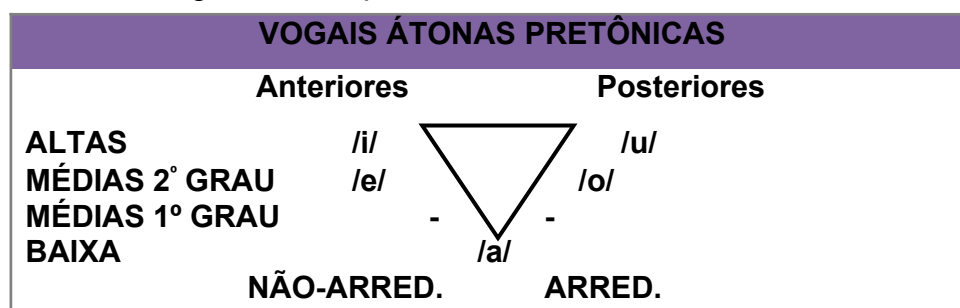 VOGAIS ÁTONAS PRETÔNICAS
Anteriores Posteriores
ALTAS /i/ /u/
MÉDIAS 2° GRAU /e/ /o/
MÉDIAS 1º GRAU - -
BAIXA /a/
NÃO-ARRED. ARRED.